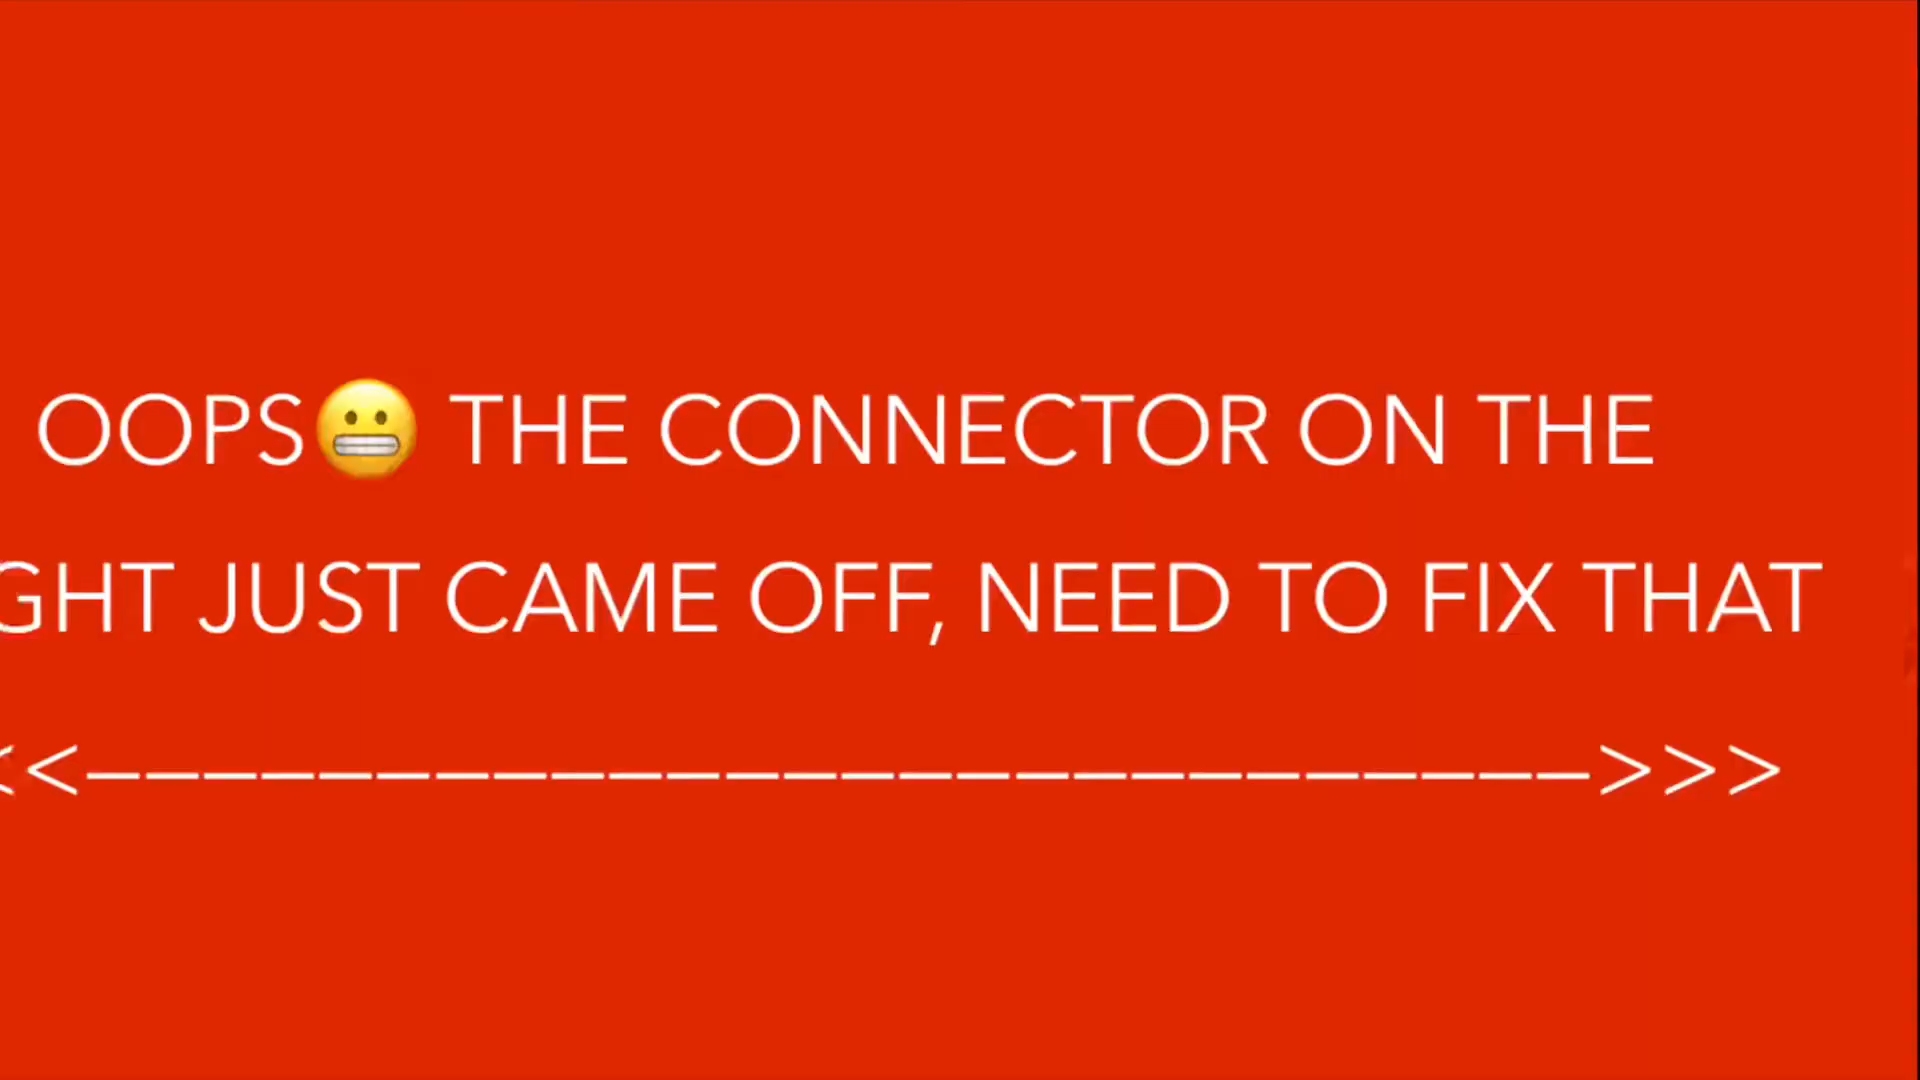 OOPS😬 THE CONNECTOR ON THE
GHT JUST CAME OFF, NEED TO FIX THAT
<<–––––––––––––––––––––––––->>>